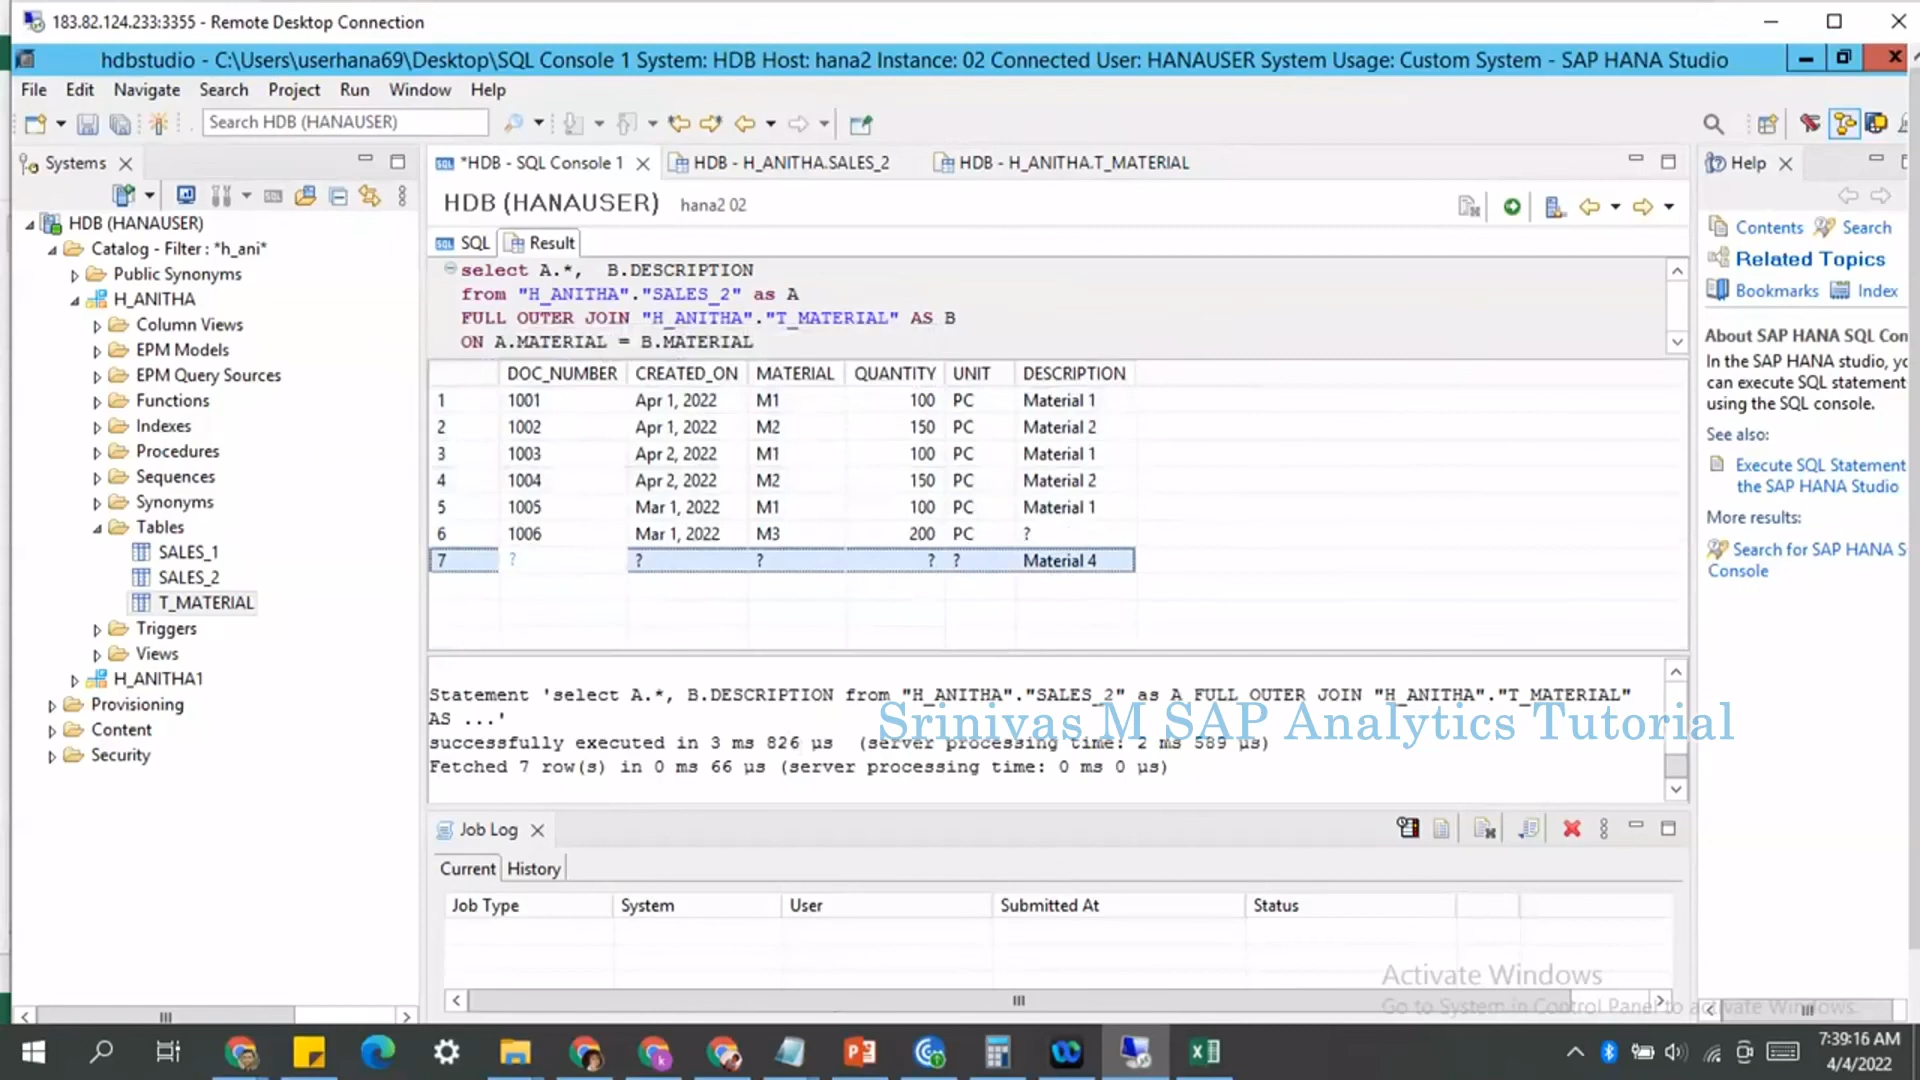 183.82.124.233:3355 - Remote Desktop Connection
hdbstudio - C:\Users\userhana69\Desktop\SQL Console 1 System: HDB Host: hana2 Instance: 02 Connected User: HANAUSER System Usage: Custom System - SAP HANA Studio
File Edit Navigate Search Project Run Window Help
Search HDB (HANAUSER)
Systems
HDB (HANAUSER)
Catalog - Filter : *h_ani*
Public Synonyms
H_ANITHA
Column Views
EPM Models
EPM Query Sources
Functions
Indexes
Procedures
Sequences
Synonyms
Tables
SALES_1
SALES_2
T_MATERIAL
Triggers
Views
H_ANITHA1
Provisioning
Content
Security
*HDB - SQL Console 1 HDB - H_ANITHA.SALES_2 HDB - H_ANITHA.T_MATERIAL
HDB (HANAUSER) hana2 02
SQL Result
select A.*, B.DESCRIPTION
from "H_ANITHA"."SALES_2" as A
FULL OUTER JOIN "H_ANITHA"."T_MATERIAL" AS B
ON A.MATERIAL = B.MATERIAL
DOC_NUMBER CREATED_ON MATERIAL QUANTITY UNIT DESCRIPTION
1 1001 Apr 1, 2022 M1 100 PC Material 1
2 1002 Apr 1, 2022 M2 150 PC Material 2
3 1003 Apr 2, 2022 M1 100 PC Material 1
4 1004 Apr 2, 2022 M2 150 PC Material 2
5 1005 Mar 1, 2022 M1 100 PC Material 1
6 1006 Mar 1, 2022 M3 200 PC ?
7 ? ? ? ? ? Material 4
Statement 'select A.*, B.DESCRIPTION from "H_ANITHA"."SALES_2" as A FULL OUTER JOIN "H_ANITHA"."T_MATERIAL"
AS ...'
successfully executed in 3 ms 826 µs (server processing time: 2 ms 589 µs)
Fetched 7 row(s) in 0 ms 66 µs (server processing time: 0 ms 0 µs)
Srinivas M SAP Analytics Tutorial
Job Log
Current History
Job Type System User Submitted At Status
Help
Contents Search
Related Topics
Bookmarks Index
About SAP HANA SQL Con
In the SAP HANA studio, yo
can execute SQL statement
using the SQL console.
See also:
Execute SQL Statement
the SAP HANA Studio
More results:
Search for SAP HANA S
Console
Activate Windows
Go to System in Control Panel to activate Windows.
7:39:16 AM
4/4/2022